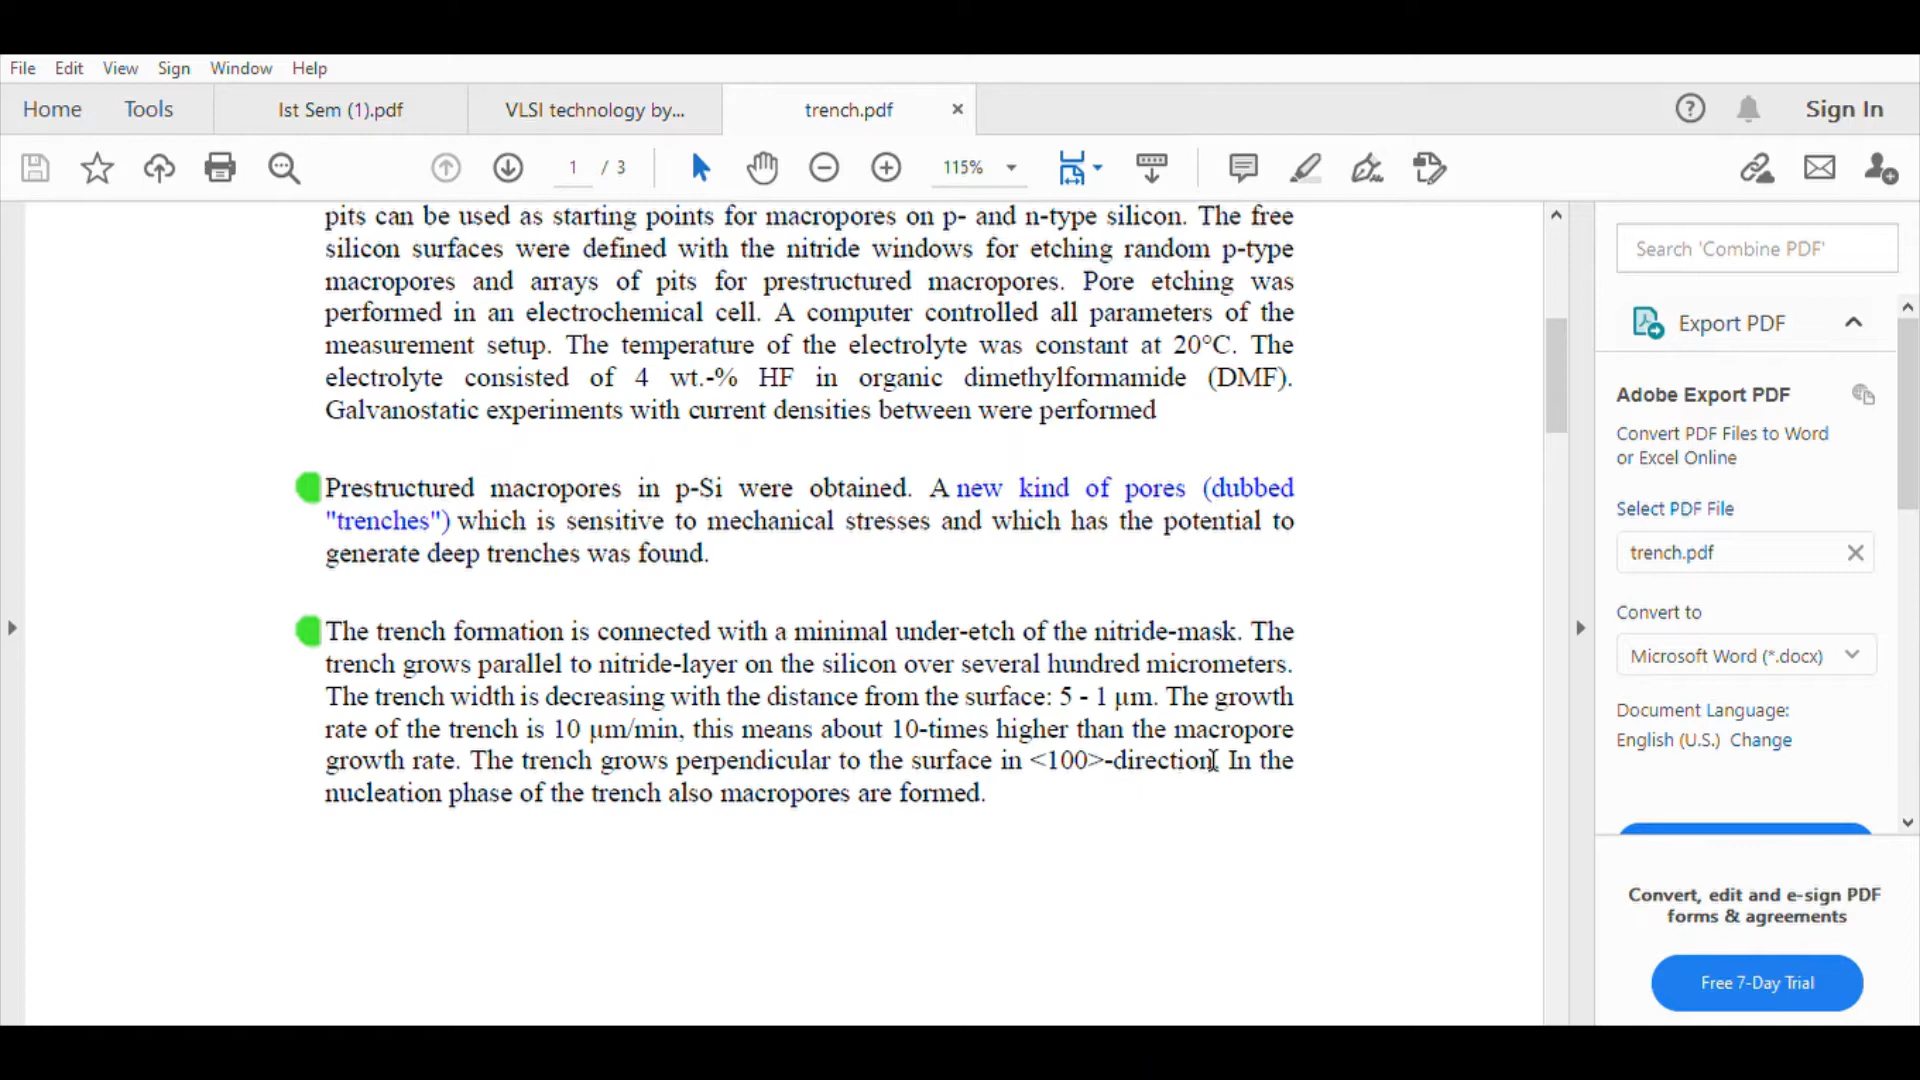 File Edit View Sign Window Help
Home Tools Ist Sem (1).pdf VLSI technology by... trench.pdf Sign In
1 / 3 115%
pits can be used as starting points for macropores on p- and n-type silicon. The free
silicon surfaces were defined with the nitride windows for etching random p-type
macropores and arrays of pits for prestructured macropores. Pore etching was
performed in an electrochemical cell. A computer controlled all parameters of the
measurement setup. The temperature of the electrolyte was constant at 20°C. The
electrolyte consisted of 4 wt.-% HF in organic dimethylformamide (DMF).
Galvanostatic experiments with current densities between were performed
Prestructured macropores in p-Si were obtained. A new kind of pores (dubbed
"trenches") which is sensitive to mechanical stresses and which has the potential to
generate deep trenches was found.
The trench formation is connected with a minimal under-etch of the nitride-mask. The
trench grows parallel to nitride-layer on the silicon over several hundred micrometers.
The trench width is decreasing with the distance from the surface: 5 - 1 µm. The growth
rate of the trench is 10 µm/min, this means about 10-times higher than the macropore
growth rate. The trench grows perpendicular to the surface in <100>-direction. In the
nucleation phase of the trench also macropores are formed.
Search 'Combine PDF'
Export PDF
Adobe Export PDF
Convert PDF Files to Word
or Excel Online
Select PDF File
trench.pdf
Convert to
Microsoft Word (*.docx)
Document Language:
English (U.S.) Change
Convert, edit and e-sign PDF
forms & agreements
Free 7-Day Trial